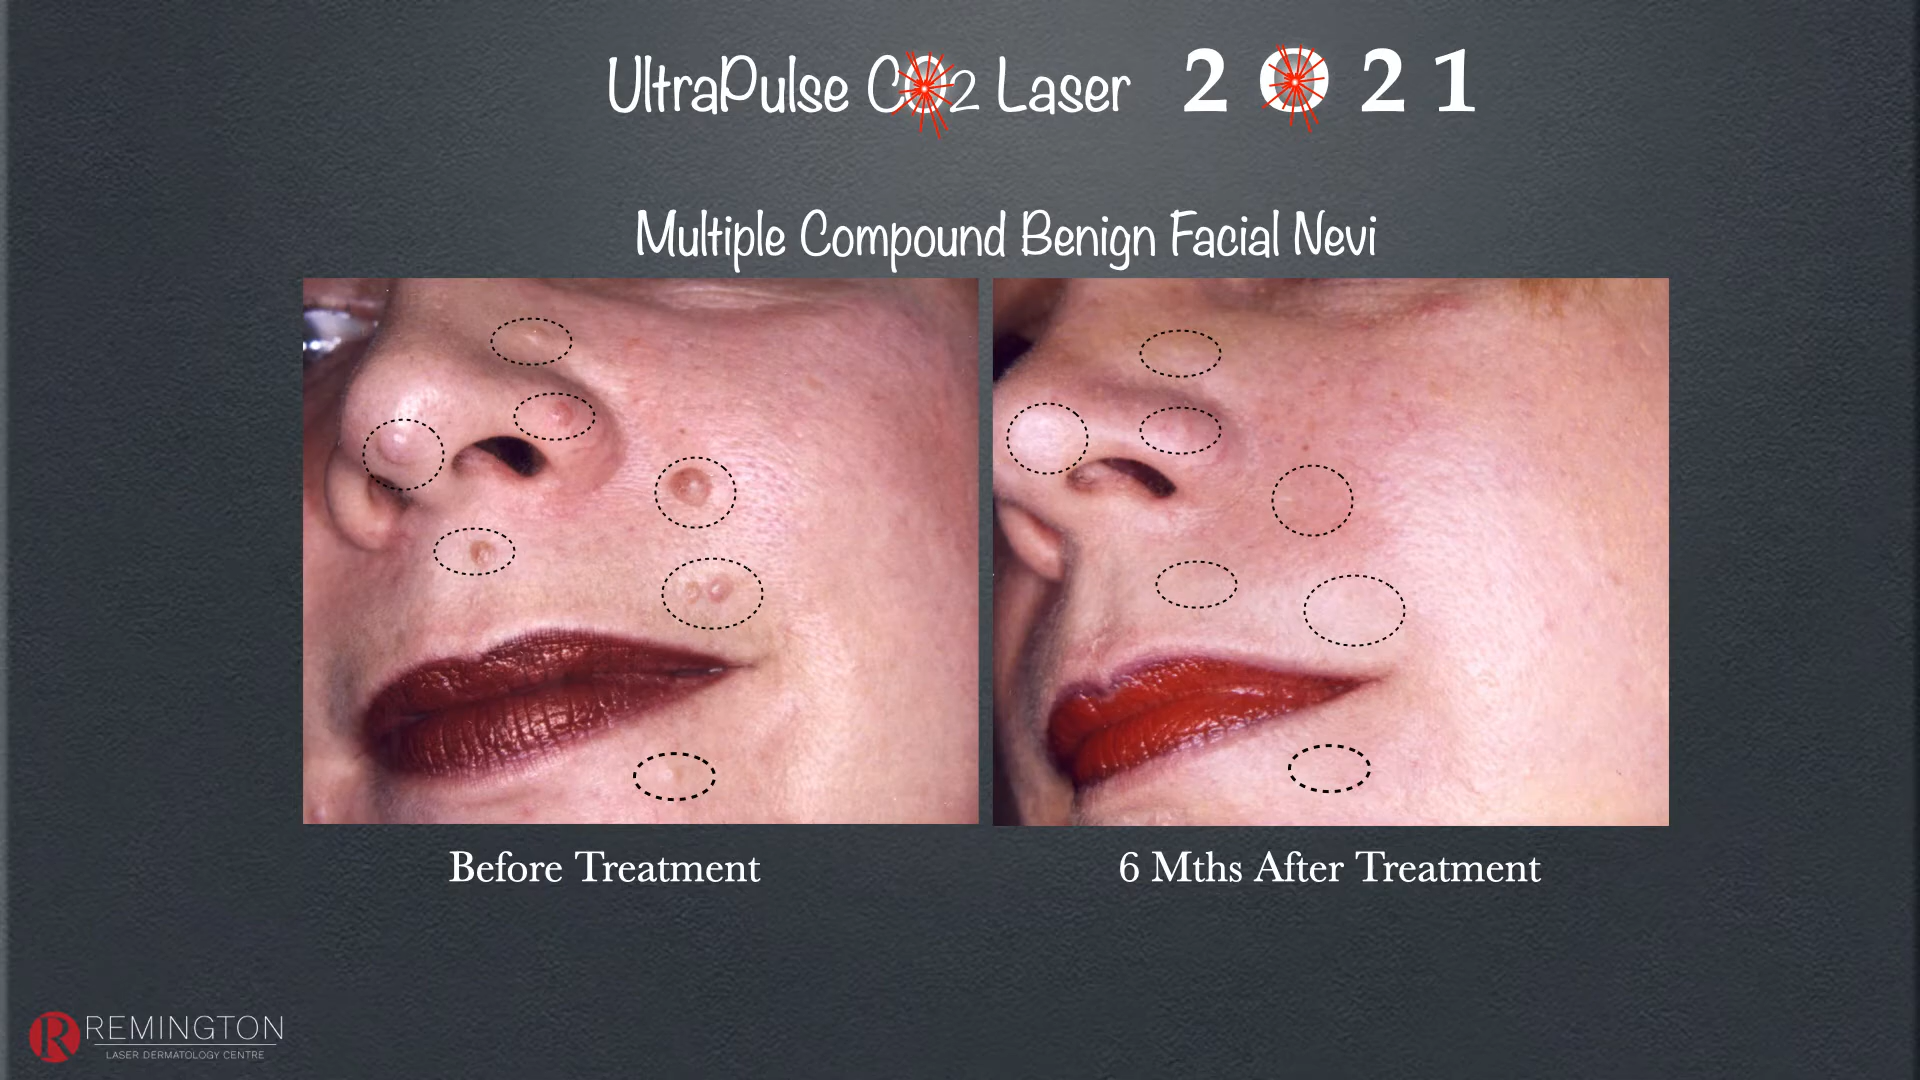 UltraPulse CO2 Laser 2021
Multiple Compound Benign Facial Nevi
Before Treatment
6 Mths After Treatment
R REMINGTON
LASER DERMATOLOGY CENTRE